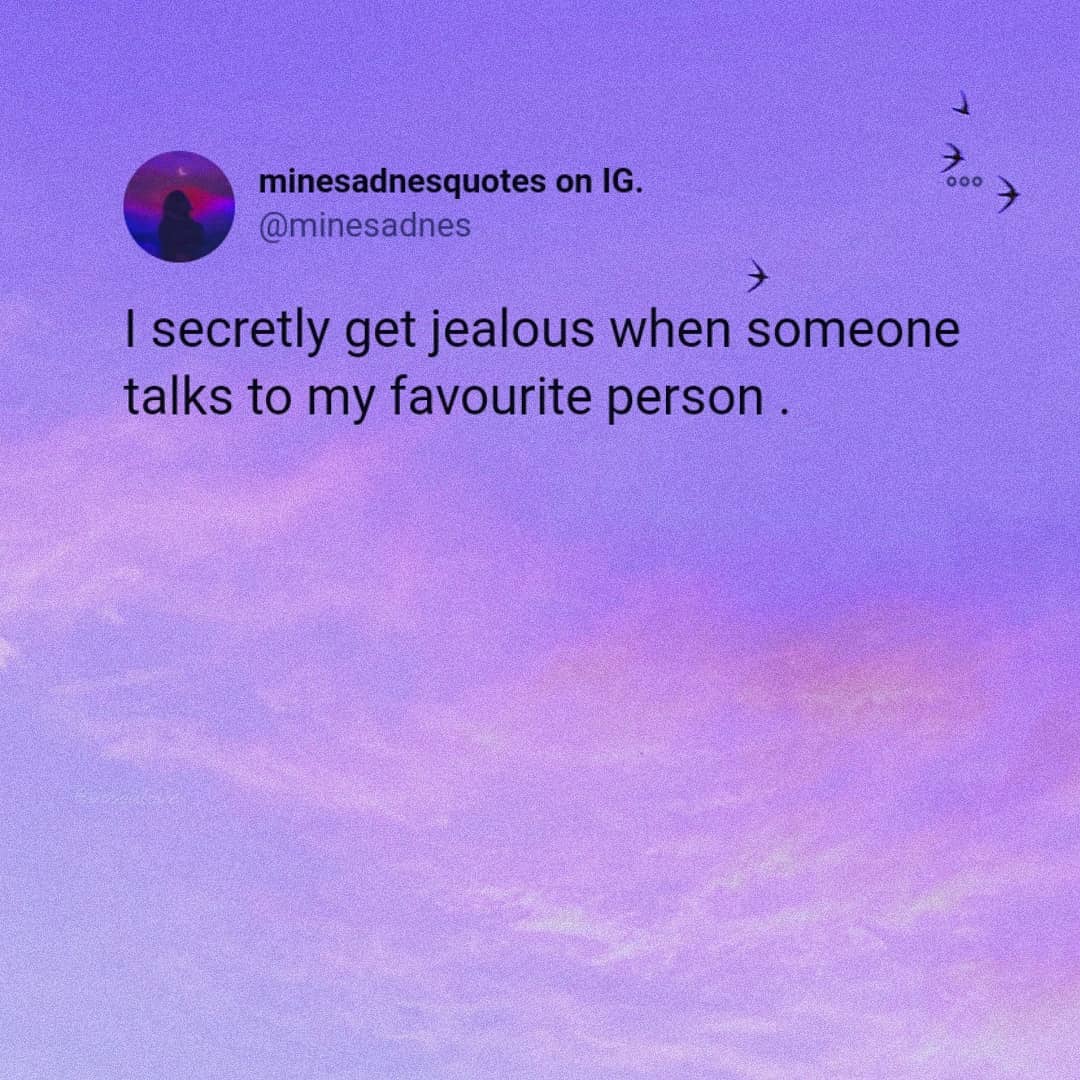 minesadnesquotes on IG.
@minesadnes
I secretly get jealous when someone
talks to my favourite person .